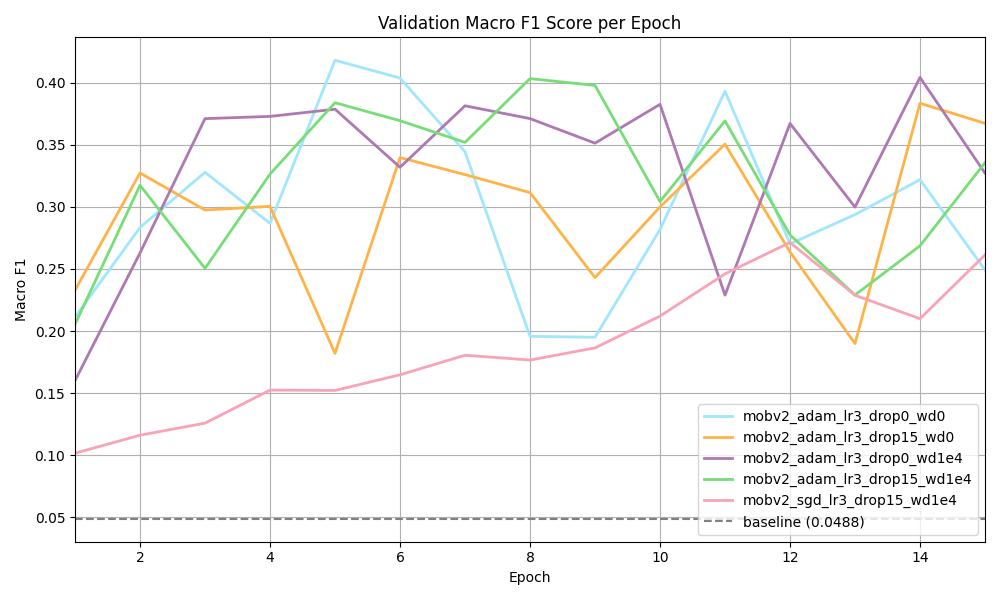 Validation Macro F1 Score per Epoch
Macro F1
0.40
0.35
0.30
0.25
0.20
0.15
0.10
0.05
mobv2_adam_lr3_drop0_wd0
mobv2_adam_lr3_drop15_wd0
mobv2_adam_lr3_drop0_wd1e4
mobv2_adam_lr3_drop15_wd1e4
mobv2_sgd_lr3_drop15_wd1e4
baseline (0.0488)
2 4 6 8 10 12 14
Epoch